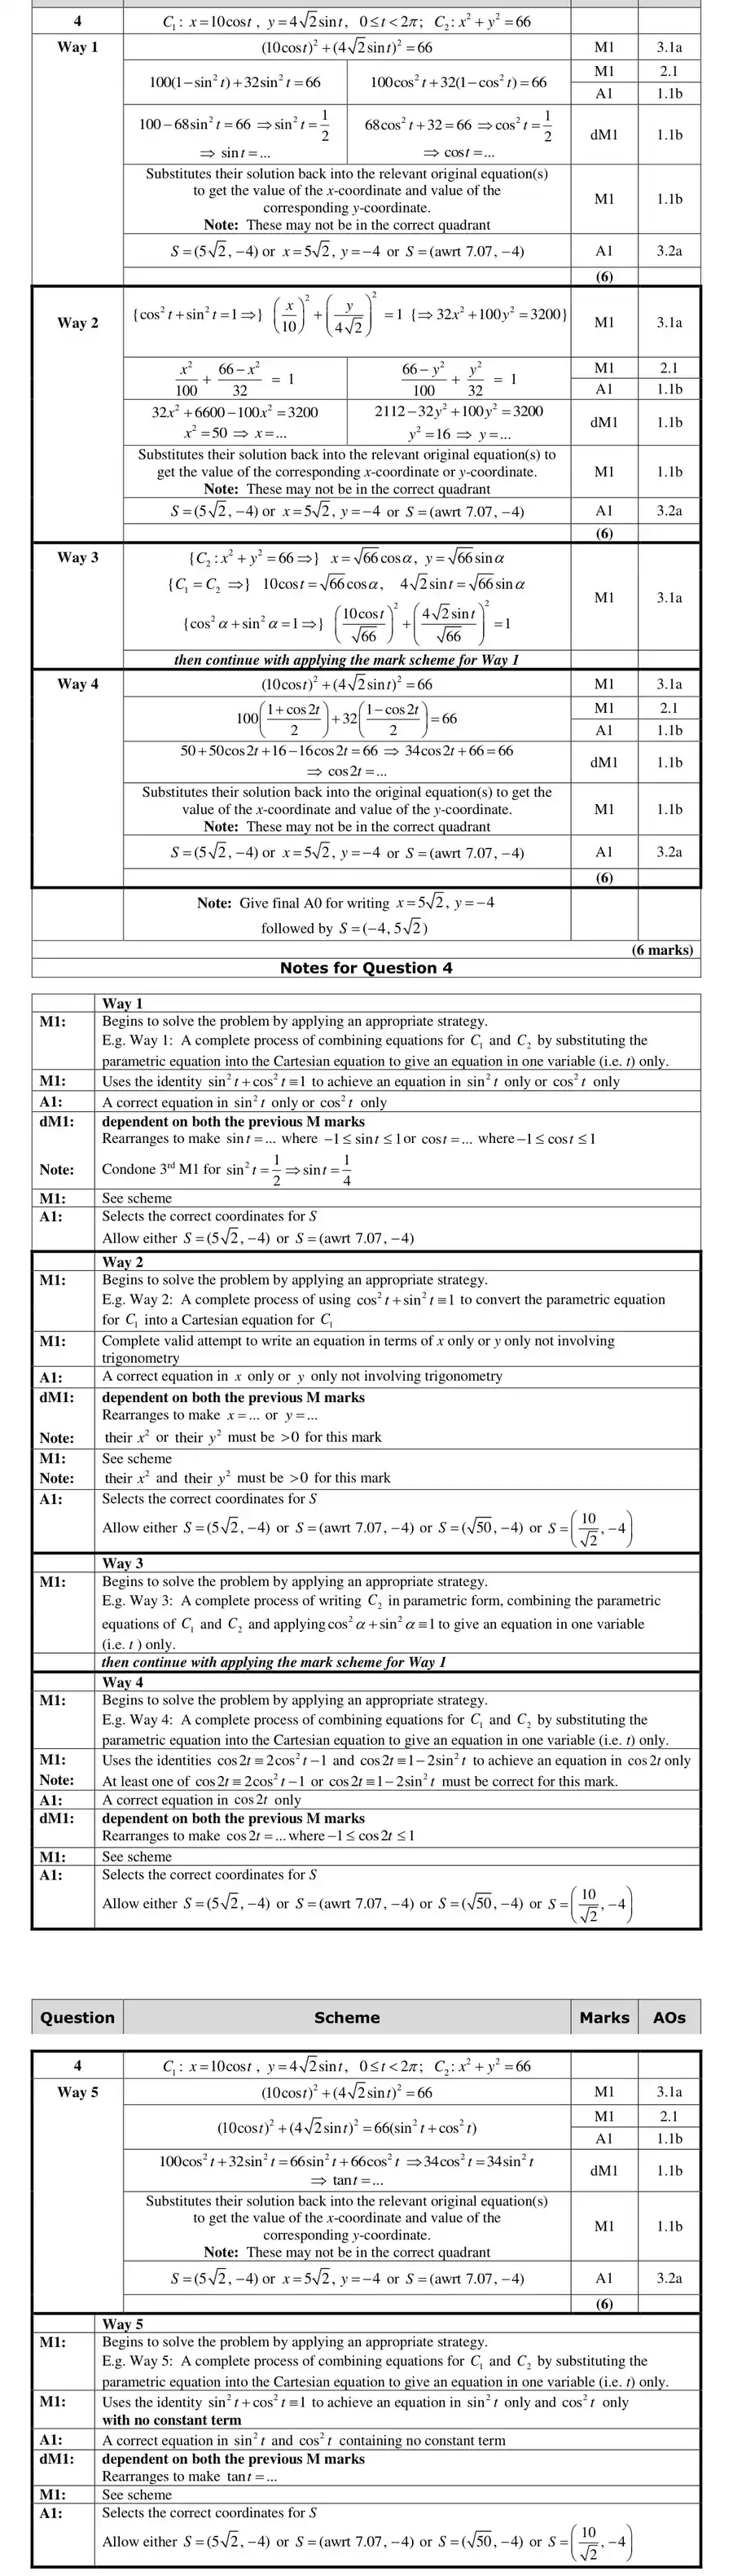 4 C₁ : x = 10cos t , y = 4√2 sin t, 0 ≤ t < 2π; C₂ : x² + y² = 66
Way 1 (10cos t)² + (4√2 sin t)² = 66 M1 3.1a
100(1 − sin² t) + 32sin² t = 66 100cos² t + 32(1 − cos² t) = 66 M1 2.1
A1 1.1b
100 − 68sin² t = 66 ⇒ sin² t = 1/2 68cos² t + 32 = 66 ⇒ cos² t = 1/2 dM1 1.1b
⇒ sin t = ... ⇒ cos t = ...
Substitutes their solution back into the relevant original equation(s)
to get the value of the x-coordinate and value of the
corresponding y-coordinate. M1 1.1b
Note: These may not be in the correct quadrant
S = (5√2, −4) or x = 5√2, y = −4 or S = (awrt 7.07, −4) A1 3.2a
(6)
Way 2 {cos² t + sin² t = 1 ⇒} (x/10)² + (y/4√2)² = 1 {⇒ 32x² + 100y² = 3200} M1 3.1a
x²/100 + (66 − x²)/32 = 1 (66 − y²)/100 + y²/32 = 1 M1 2.1
A1 1.1b
32x² + 6600 − 100x² = 3200 2112 − 32y² + 100y² = 3200 dM1 1.1b
x² = 50 ⇒ x = ... y² = 16 ⇒ y = ...
Substitutes their solution back into the relevant original equation(s) to
get the value of the corresponding x-coordinate or y-coordinate. M1 1.1b
Note: These may not be in the correct quadrant
S = (5√2, −4) or x = 5√2, y = −4 or S = (awrt 7.07, −4) A1 3.2a
(6)
Way 3 {C₂ : x² + y² = 66 ⇒} x = √66 cos α, y = √66 sin α
{C₁ = C₂ ⇒} 10cos t = √66 cos α, 4√2 sin t = √66 sin α M1 3.1a
{cos² α + sin² α = 1 ⇒} (10cos t/√66)² + (4√2 sin t/√66)² = 1
then continue with applying the mark scheme for Way 1
Way 4 (10cos t)² + (4√2 sin t)² = 66 M1 3.1a
100((1 + cos 2t)/2) + 32((1 − cos 2t)/2) = 66 M1 2.1
A1 1.1b
50 + 50cos 2t + 16 − 16cos 2t = 66 ⇒ 34cos 2t + 66 = 66 dM1 1.1b
⇒ cos 2t = ...
Substitutes their solution back into the original equation(s) to get the
value of the x-coordinate and value of the y-coordinate. M1 1.1b
Note: These may not be in the correct quadrant
S = (5√2, −4) or x = 5√2, y = −4 or S = (awrt 7.07, −4) A1 3.2a
(6)
Note: Give final A0 for writing x = 5√2, y = −4
followed by S = (−4, 5√2)
(6 marks)
Notes for Question 4
Way 1
M1: Begins to solve the problem by applying an appropriate strategy.
E.g. Way 1: A complete process of combining equations for C₁ and C₂ by substituting the
parametric equation into the Cartesian equation to give an equation in one variable (i.e. t) only.
M1: Uses the identity sin² t + cos² t ≡ 1 to achieve an equation in sin² t only or cos² t only
A1: A correct equation in sin² t only or cos² t only
dM1: dependent on both the previous M marks
Rearranges to make sin t = ... where −1 ≤ sin t ≤ 1 or cos t = ... where −1 ≤ cos t ≤ 1
Note: Condone 3rd M1 for sin² t = 1/2 ⇒ sin t = 1/4
M1: See scheme
A1: Selects the correct coordinates for S
Allow either S = (5√2, −4) or S = (awrt 7.07, −4)
Way 2
M1: Begins to solve the problem by applying an appropriate strategy.
E.g. Way 2: A complete process of using cos² t + sin² t ≡ 1 to convert the parametric equation
for C₁ into a Cartesian equation for C₁
M1: Complete valid attempt to write an equation in terms of x only or y only not involving
trigonometry
A1: A correct equation in x only or y only not involving trigonometry
dM1: dependent on both the previous M marks
Rearranges to make x = ... or y = ...
Note: their x² or their y² must be > 0 for this mark
M1: See scheme
Note: their x² and their y² must be > 0 for this mark
A1: Selects the correct coordinates for S
Allow either S = (5√2, −4) or S = (awrt 7.07, −4) or S = (√50, −4) or S = (10/√2, −4)
Way 3
M1: Begins to solve the problem by applying an appropriate strategy.
E.g. Way 3: A complete process of writing C₂ in parametric form, combining the parametric
equations of C₁ and C₂ and applying cos² α + sin² α ≡ 1 to give an equation in one variable
(i.e. t ) only.
then continue with applying the mark scheme for Way 1
Way 4
M1: Begins to solve the problem by applying an appropriate strategy.
E.g. Way 4: A complete process of combining equations for C₁ and C₂ by substituting the
parametric equation into the Cartesian equation to give an equation in one variable (i.e. t) only.
M1: Uses the identities cos 2t ≡ 2cos² t − 1 and cos 2t ≡ 1 − 2sin² t to achieve an equation in cos 2t only
Note: At least one of cos 2t ≡ 2cos² t − 1 or cos 2t ≡ 1 − 2sin² t must be correct for this mark.
A1: A correct equation in cos 2t only
dM1: dependent on both the previous M marks
Rearranges to make cos 2t = ... where −1 ≤ cos 2t ≤ 1
M1: See scheme
A1: Selects the correct coordinates for S
Allow either S = (5√2, −4) or S = (awrt 7.07, −4) or S = (√50, −4) or S = (10/√2, −4)
Question Scheme Marks AOs
4 C₁ : x = 10cos t , y = 4√2 sin t, 0 ≤ t < 2π; C₂ : x² + y² = 66
Way 5 (10cos t)² + (4√2 sin t)² = 66 M1 3.1a
(10cos t)² + (4√2 sin t)² = 66(sin² t + cos² t) M1 2.1
A1 1.1b
100cos² t + 32sin² t = 66sin² t + 66cos² t ⇒ 34cos² t = 34sin² t dM1 1.1b
⇒ tan t = ...
Substitutes their solution back into the relevant original equation(s)
to get the value of the x-coordinate and value of the
corresponding y-coordinate. M1 1.1b
Note: These may not be in the correct quadrant
S = (5√2, −4) or x = 5√2, y = −4 or S = (awrt 7.07, −4) A1 3.2a
(6)
Way 5
M1: Begins to solve the problem by applying an appropriate strategy.
E.g. Way 5: A complete process of combining equations for C₁ and C₂ by substituting the
parametric equation into the Cartesian equation to give an equation in one variable (i.e. t) only.
M1: Uses the identity sin² t + cos² t ≡ 1 to achieve an equation in sin² t only and cos² t only
with no constant term
A1: A correct equation in sin² t and cos² t containing no constant term
dM1: dependent on both the previous M marks
Rearranges to make tan t = ...
M1: See scheme
A1: Selects the correct coordinates for S
Allow either S = (5√2, −4) or S = (awrt 7.07, −4) or S = (√50, −4) or S = (10/√2, −4)